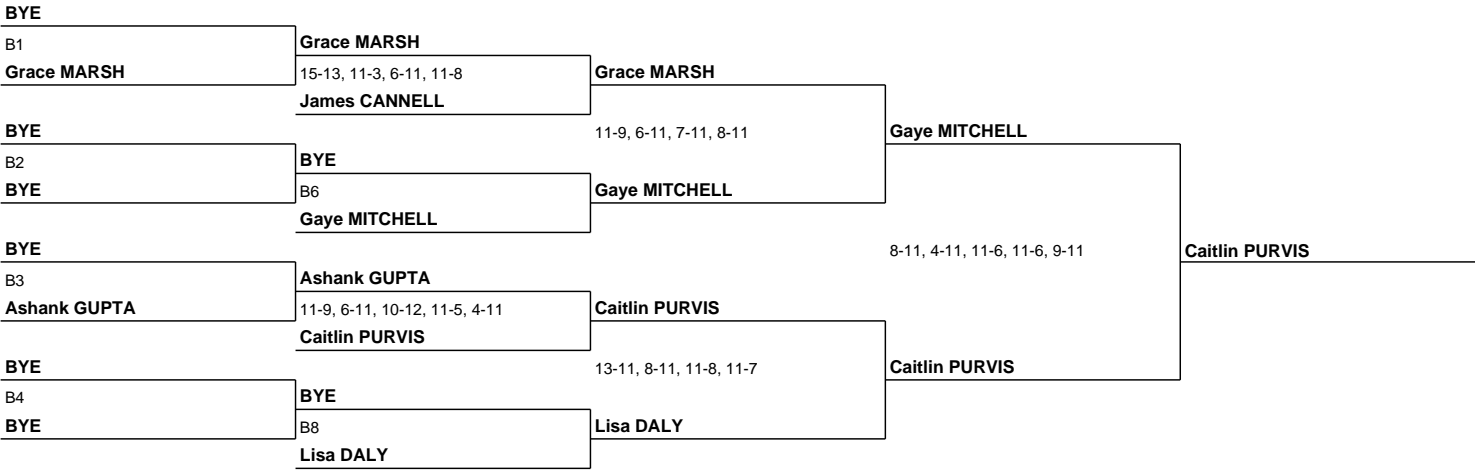 BYE
B1
Grace MARSH
Grace MARSH
15-13, 11-3, 6-11, 11-8
Grace MARSH
James CANNELL
BYE
11-9, 6-11, 7-11, 8-11
Gaye MITCHELL
B2
BYE
BYE
B6
Gaye MITCHELL
Gaye MITCHELL
BYE
8-11, 4-11, 11-6, 11-6, 9-11
Caitlin PURVIS
B3
Ashank GUPTA
Ashank GUPTA
11-9, 6-11, 10-12, 11-5, 4-11
Caitlin PURVIS
Caitlin PURVIS
BYE
13-11, 8-11, 11-8, 11-7
Caitlin PURVIS
B4
BYE
BYE
B8
Lisa DALY
Lisa DALY